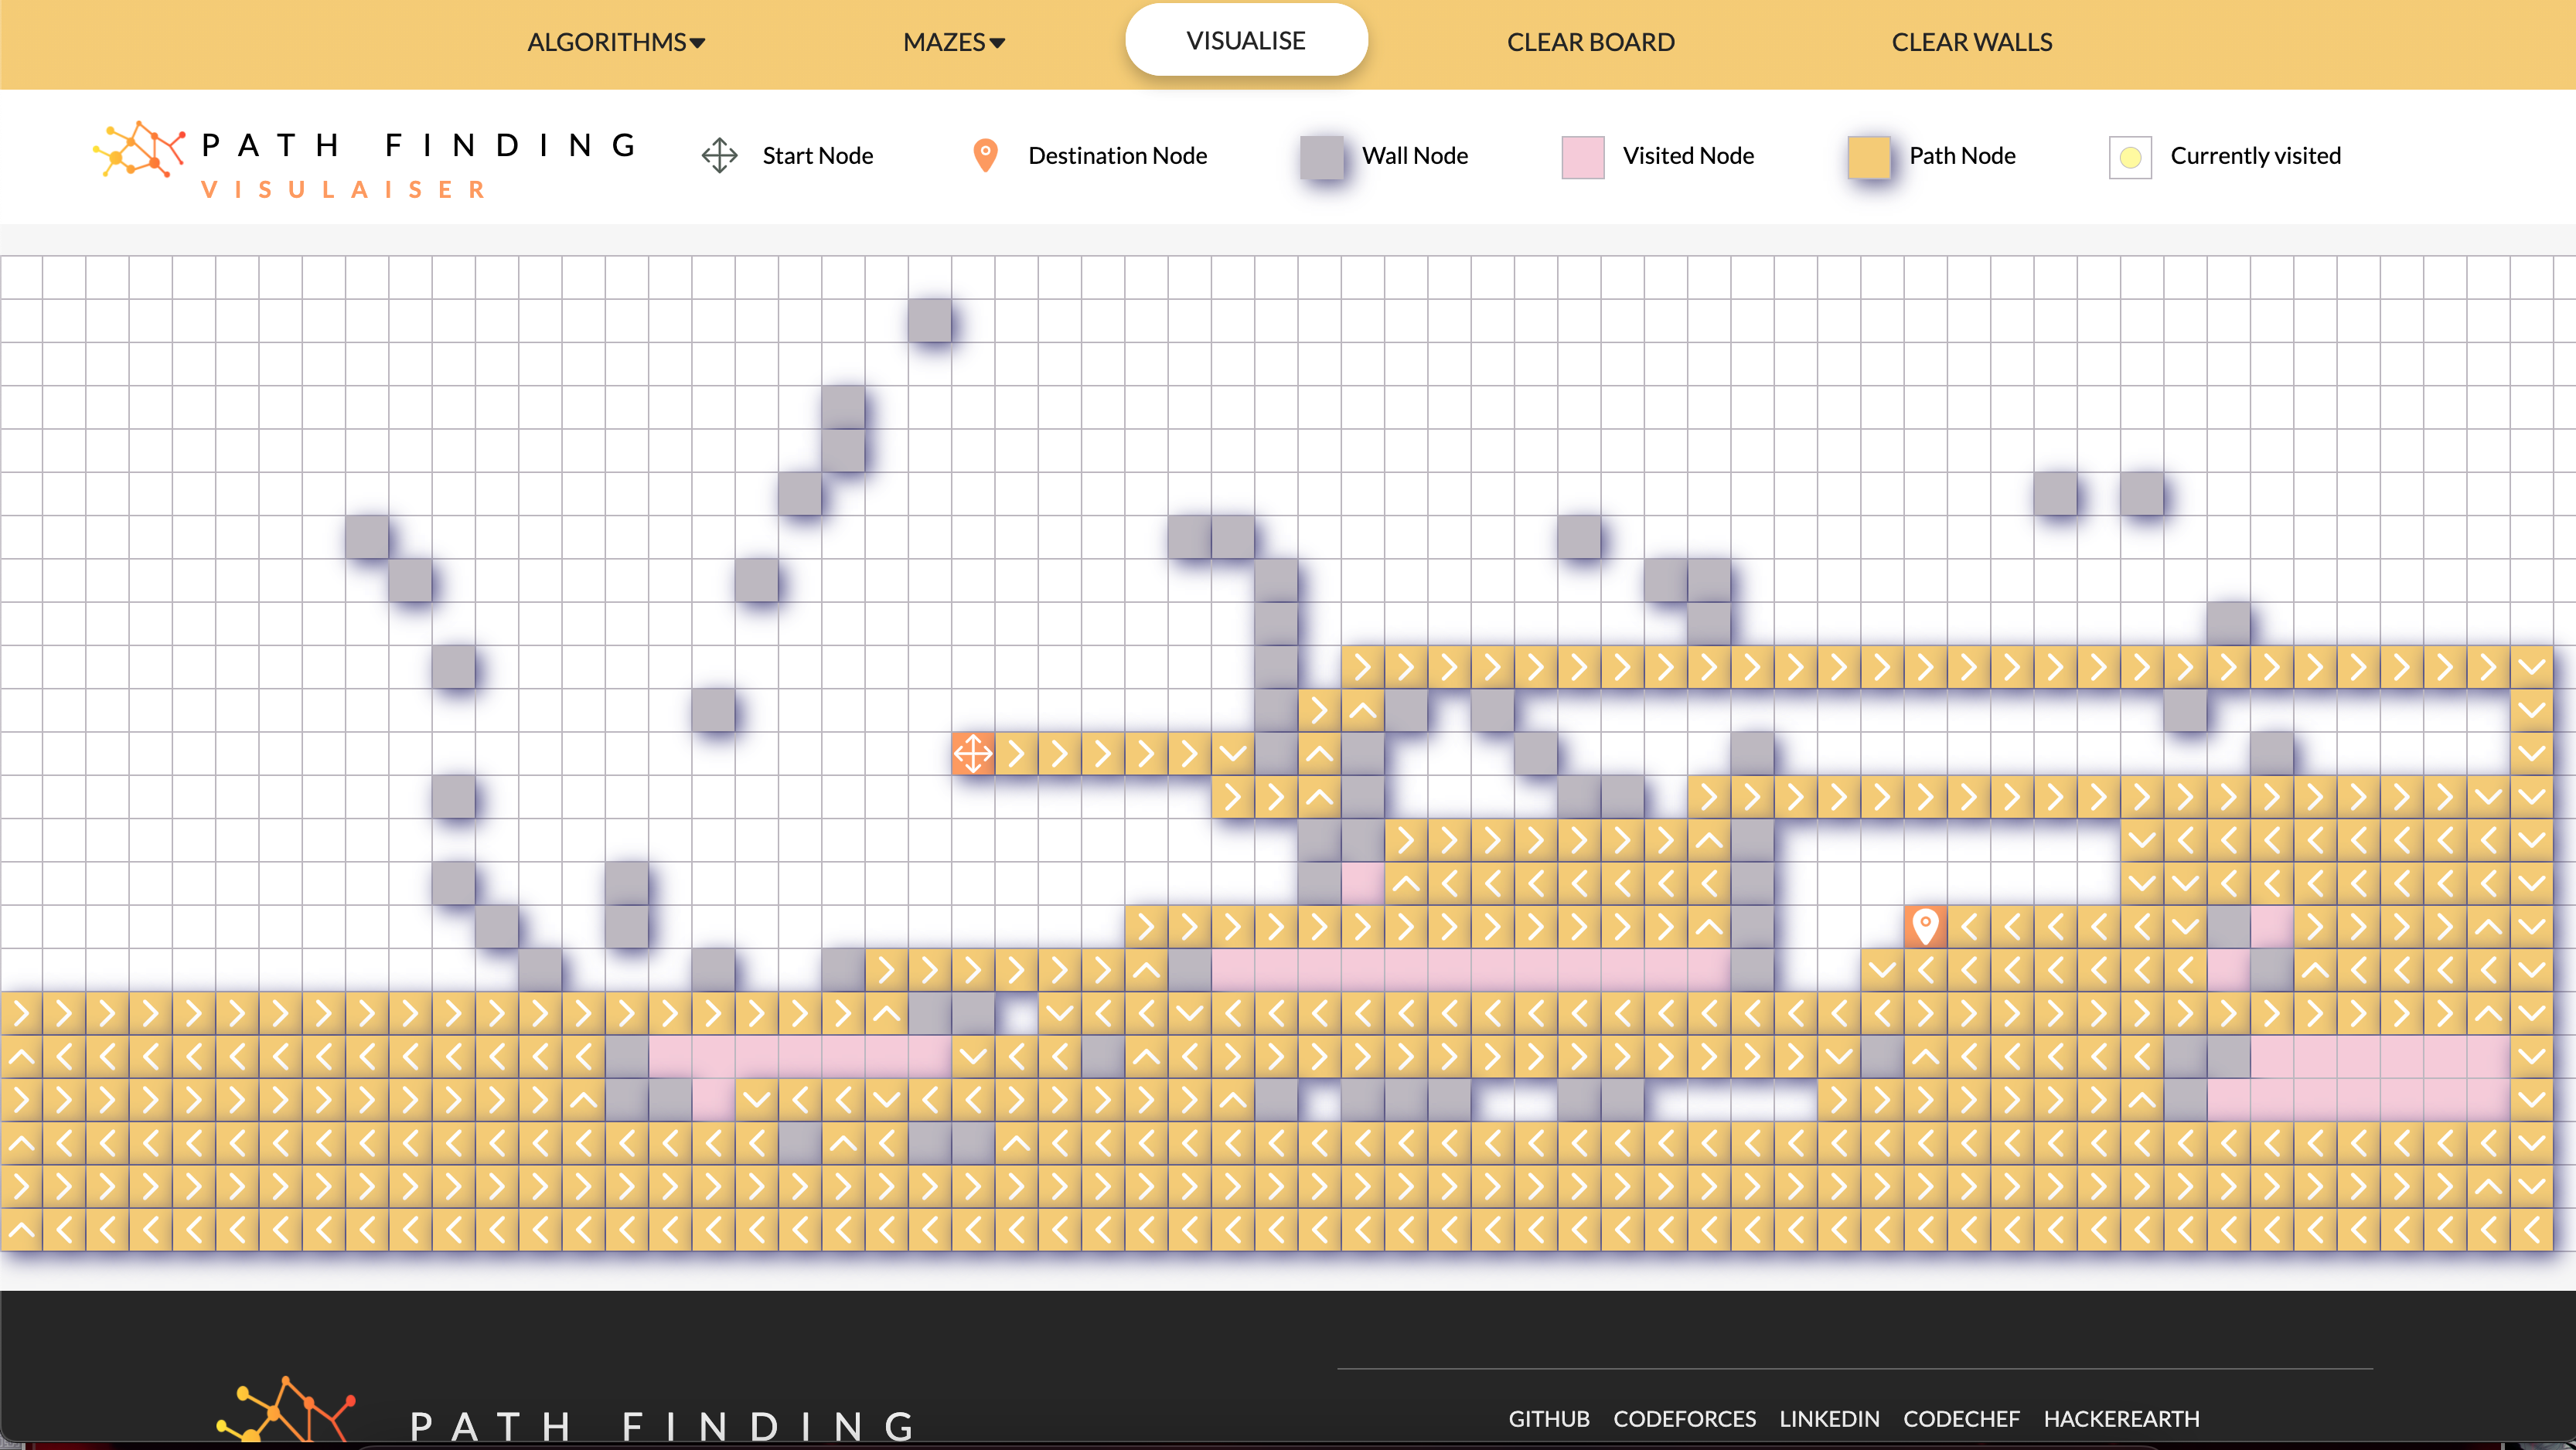 ALGORITHMS
MAZES
VISUALISE
CLEAR BOARD
CLEAR WALLS
PATH FINDING
VISULAISER
Start Node
Destination Node
Wall Node
Visited Node
Path Node
Currently visited
PATH FINDING
GITHUB CODEFORCES LINKEDIN CODECHEF HACKEREARTH